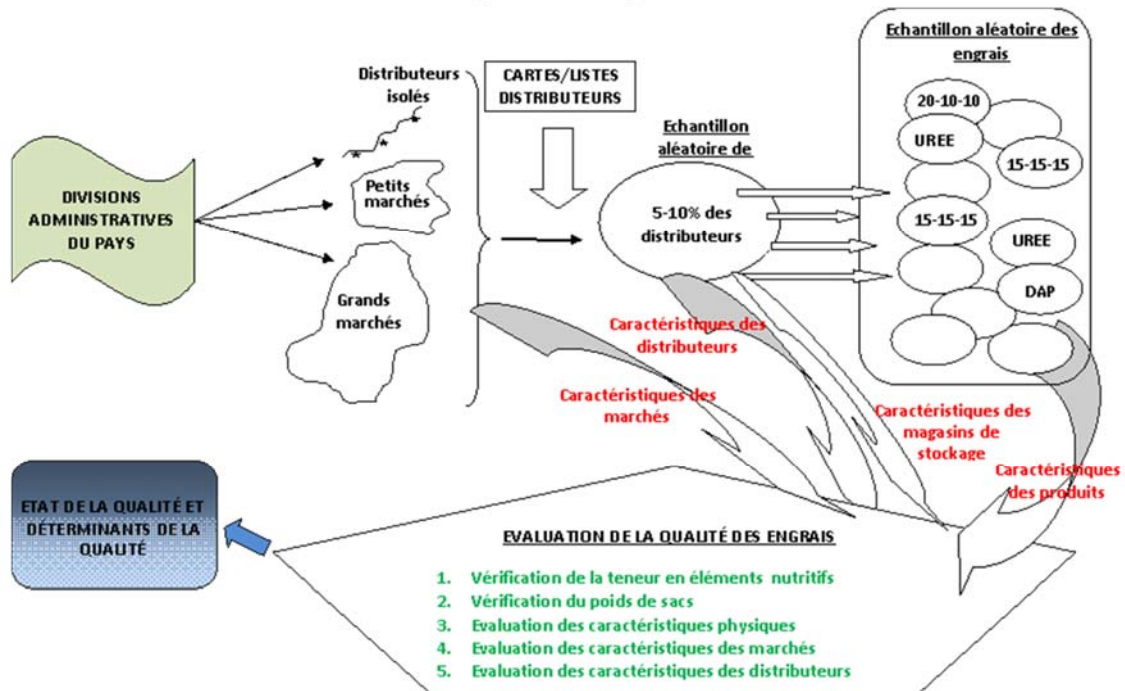 Distributeurs
isolés
CARTES/LISTES
DISTRIBUTEURS
Echantillon aléatoire des
engrais
20-10-10
UREE
15-15-15
15-15-15
UREE
DAP
DIVISIONS
ADMINISTRATIVES
DU PAYS
Petits
marchés
Grands
marchés
Echantillon
aléatoire de
5-10% des
distributeurs
Caractéristiques des
distributeurs
Caractéristiques des
marchés
Caractéristiques des
magasins de
stockage
Caractéristiques
des produits
ETAT DE LA QUALITÉ ET
DÉTERMINANTS DE LA
QUALITÉ
EVALUATION DE LA QUALITÉ DES ENGRAIS
1. Vérification de la teneur en éléments nutritifs
2. Vérification du poids de sacs
3. Evaluation des caractéristiques physiques
4. Evaluation des caractéristiques des marchés
5. Evaluation des caractéristiques des distributeurs